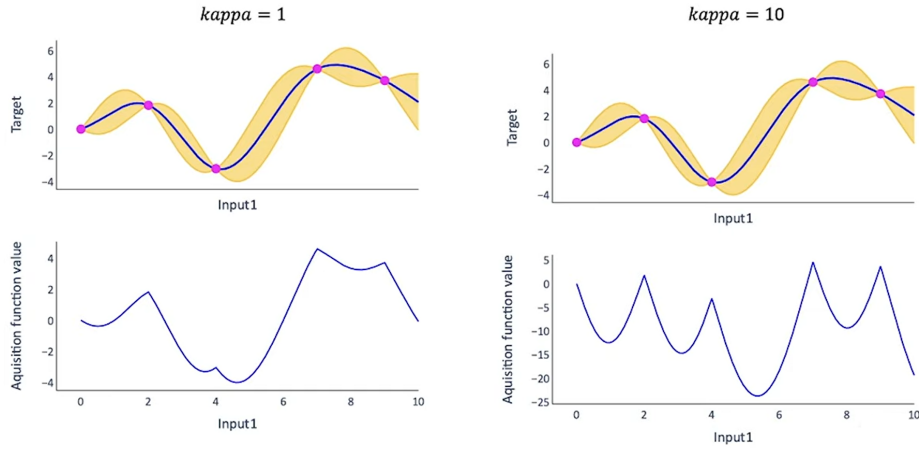 kappa = 1
6
4
2
0
−2
−4
Target
Input1
4
2
0
−2
−4
Aquisition function value
0 2 4 6 8 10
Input1
kappa = 10
6
4
2
0
−2
−4
Target
Input1
5
0
−5
−10
−15
−20
−25
Aquisition function value
0 2 4 6 8 10
Input1